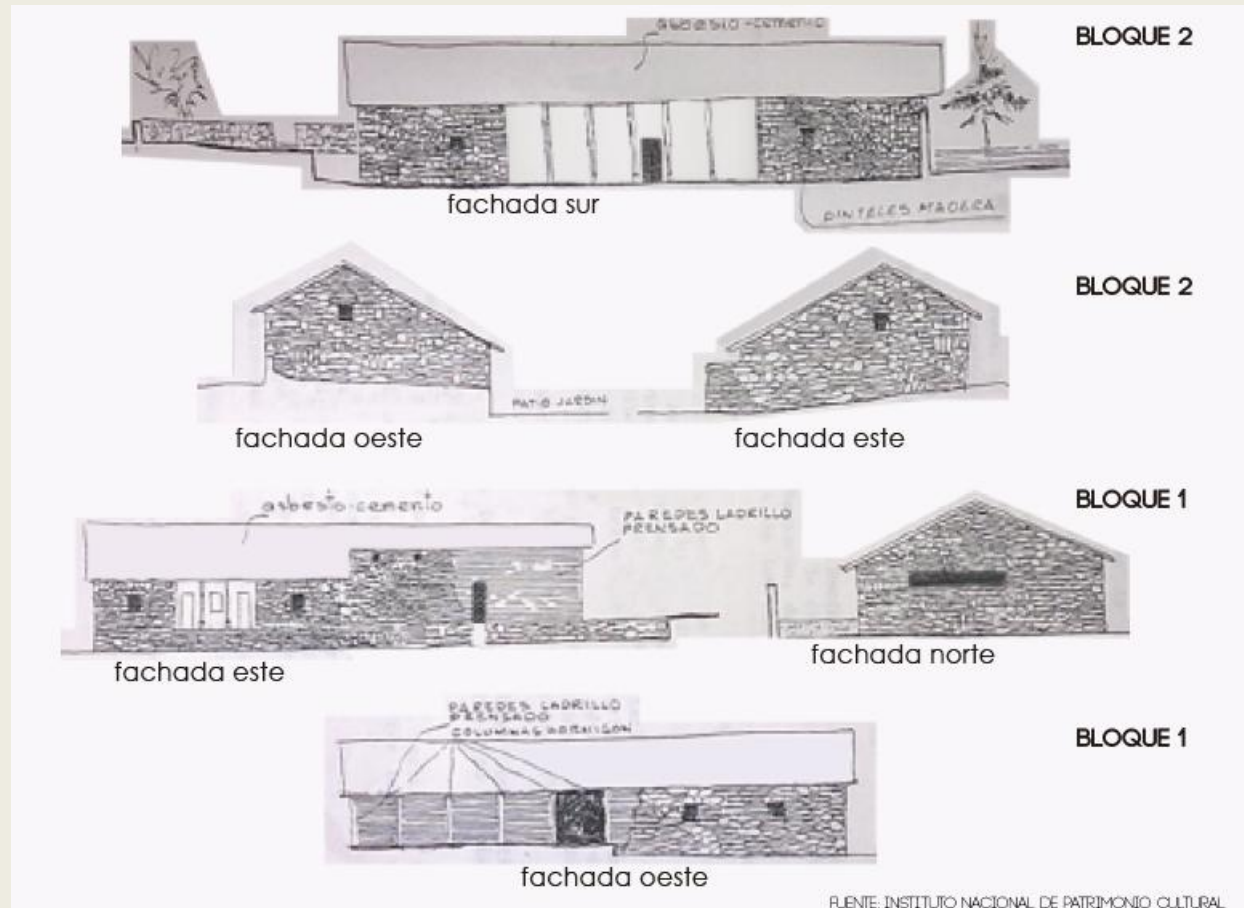 asbesto-cemento
BLOQUE 2
fachada sur
DINTELES MADERA
BLOQUE 2
PATIO JARDIN
fachada oeste
fachada este
BLOQUE 1
asbesto-cemento
PAREDES LADRILLO
PRENSADO
fachada este
fachada norte
PAREDES LADRILLO
PRENSADO
COLUMNAS HORMIGON
BLOQUE 1
fachada oeste
FUENTE: INSTITUTO NACIONAL DE PATRIMONIO CULTURAL